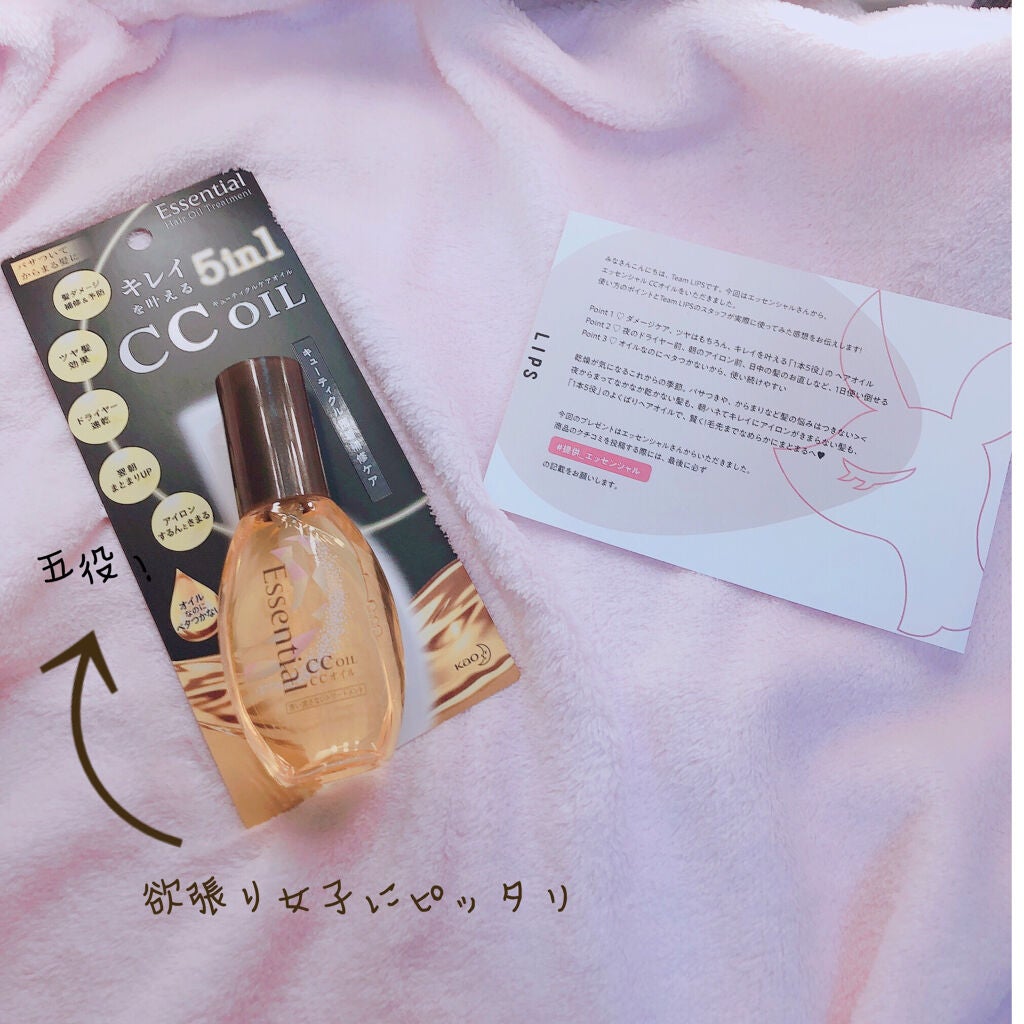 Essential
Hair Oil Treatment
パサついて
からまる髪に
キレイ
を叶える
5in1
キューティクルケアオイル
CC OIL
髪ダメージ
補修&予防
ツヤ髪
効果
ドライヤー
速乾
翌朝
まとまりUP
アイロン
するんときまる
オイル
なのに
ベタつかない
Essential
CC OIL
CCオイル
洗い流さないトリートメント
Kao
五役!
欲張り女子にピッタリ
LIPS
みなさんこんにちは、Team LIPSです。今回はエッセンシャルさんから、
エッセンシャル CCオイルをいただきました。
使い方のポイントとTeam LIPSのスタッフが実際に使ってみた感想をお伝えします!
Point 1 ♡ ダメージケア、ツヤはもちろん、キレイを叶える「1本5役」の ヘアオイル
Point 2 ♡ 夜のドライヤー前、朝のアイロン前、日中の髪のお直しなど、1日使い倒せる
Point 3 ♡ オイルなのにベタつかないから、使い続けやすい
乾燥が気になるこれからの季節。パサつきや、からまりなど髪の悩みはつきない><
夜からまってなかなか乾かない髪も、朝ハネてキレイにアイロンがきまらない髪も、
「1本5役」のよくばりヘアオイルで、賢く!毛先までなめらかにまとまるへ♥
今回のプレゼントはエッセンシャルさんからいただきました。
商品のクチコミを投稿する際には、最後に必ず
#提供_エッセンシャル
の記載をお願いします。